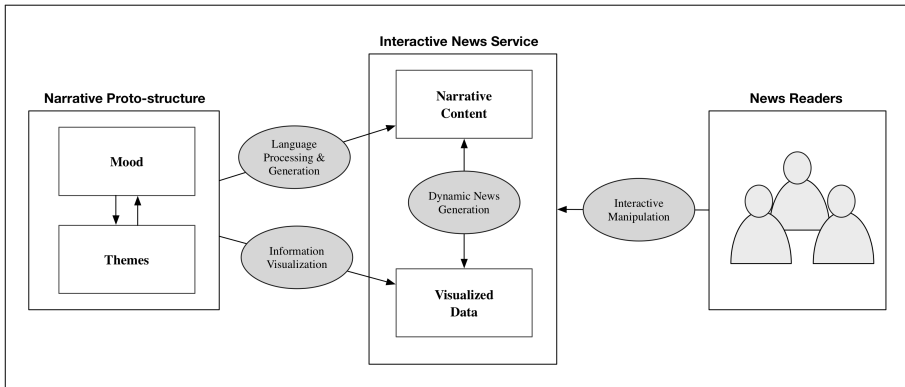 Interactive News Service
Narrative Proto-structure
News Readers
Mood
Themes
Language
Processing &
Generation
Information
Visualization
Narrative
Content
Dynamic News
Generation
Visualized
Data
Interactive
Manipulation